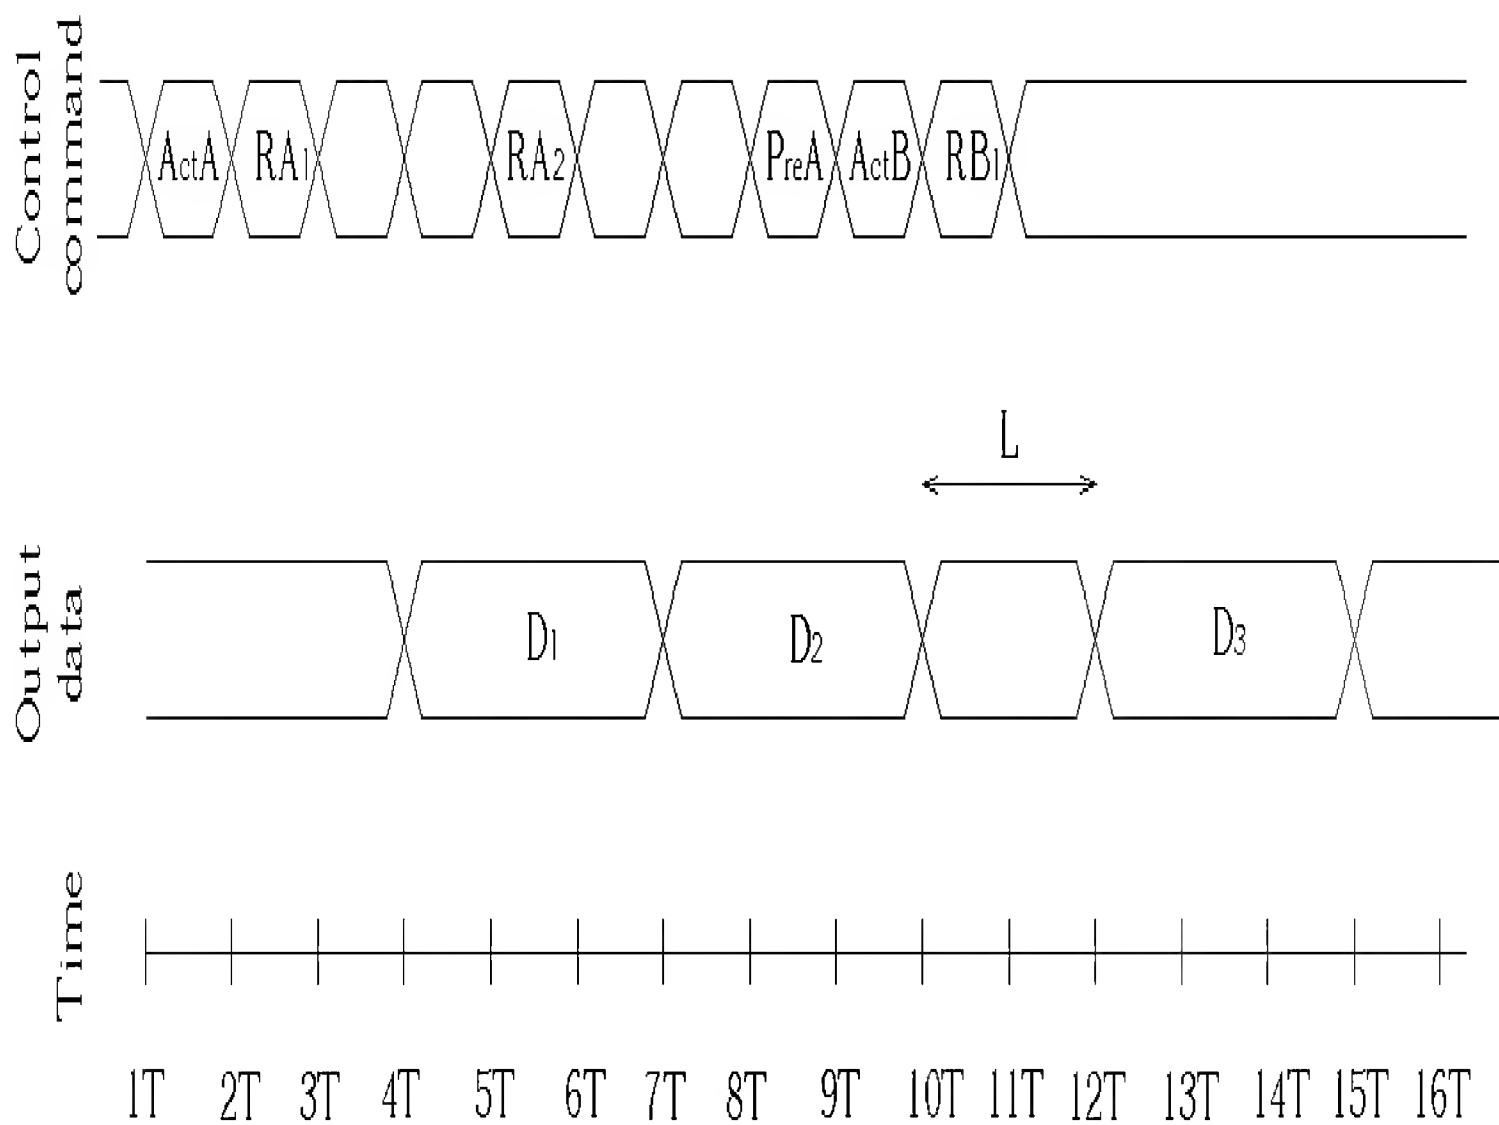 Control
command
ActA RA1 RA2 PreA ActB RB1
L
Output
data
D1 D2 D3
Time
1T 2T 3T 4T 5T 6T 7T 8T 9T 10T 11T 12T 13T 14T 15T 16T